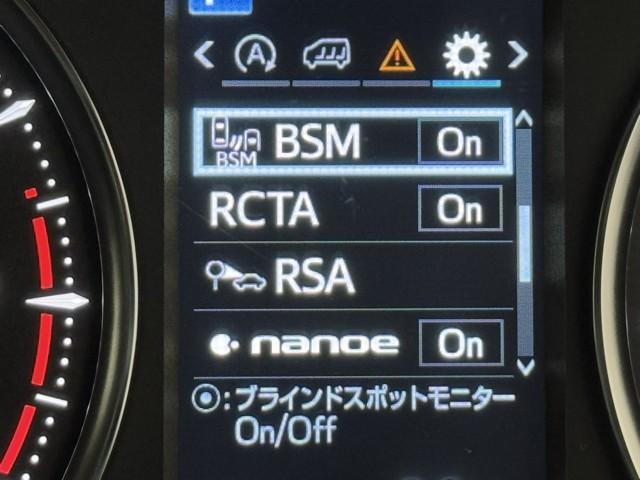 A
BSM BSM On
RCTA On
RSA
nanoe On
:ブラインドスポットモニター
On/Off